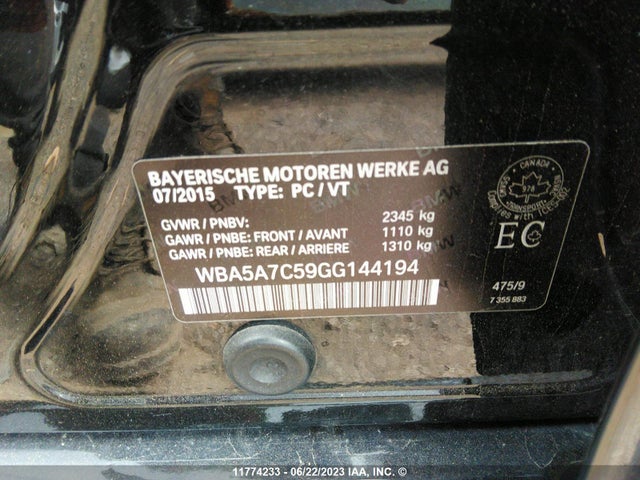 BAYERISCHE MOTOREN WERKE AG
07/2015 TYPE: PC / VT
GVWR / PNBV: 2345 kg
GAWR / PNBE: FRONT / AVANT 1110 kg
GAWR / PNBE: REAR / ARRIERE 1310 kg
WBA5A7C59GG144194
CANADA
TRANSPORT
EC
475/9
7 355 883
11774233 - 06/22/2023 IAA, INC. ©